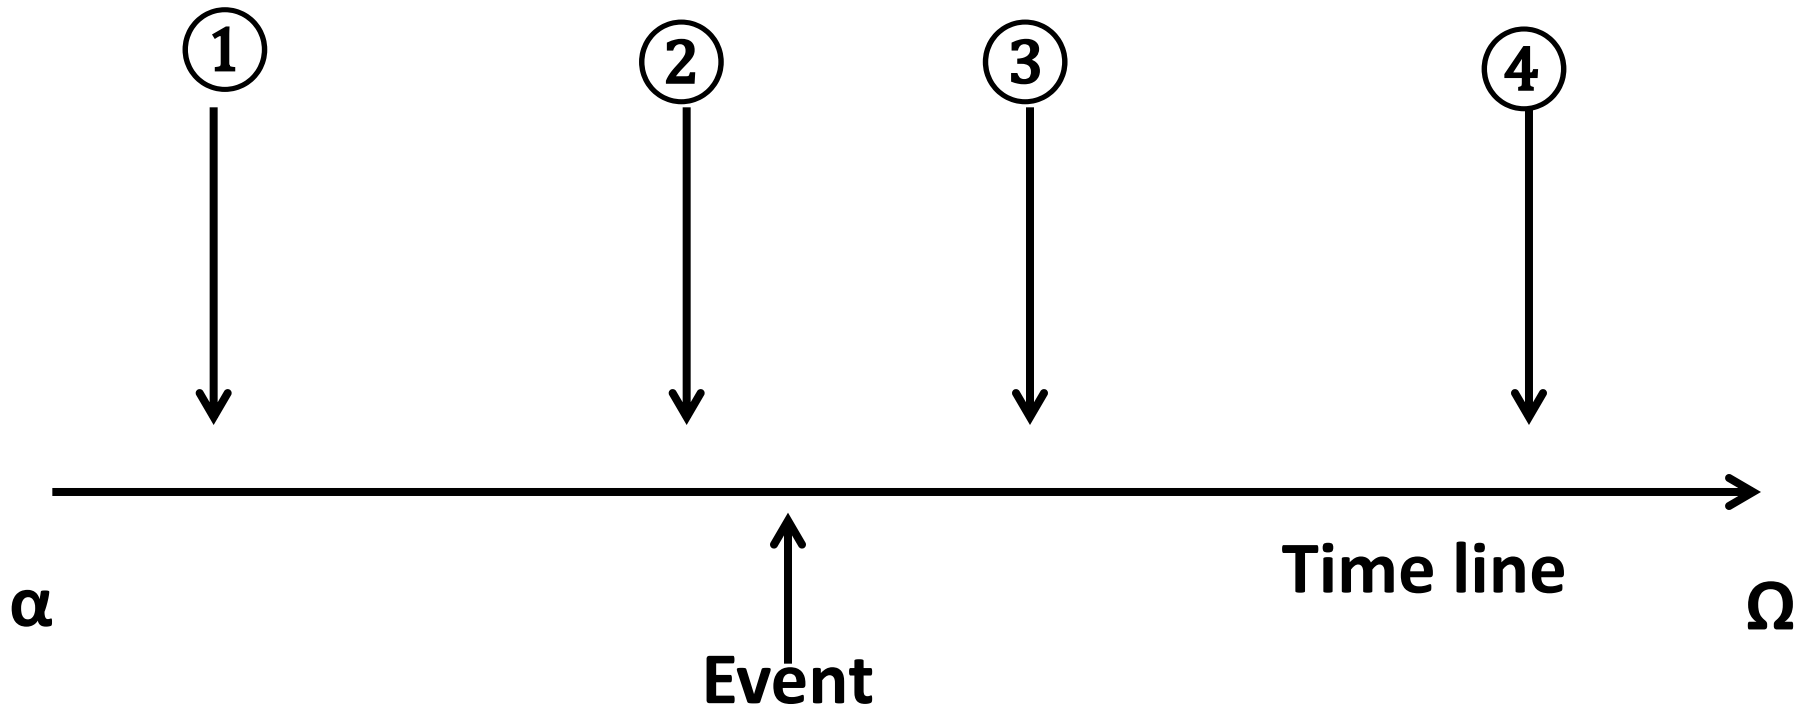 ① ② ③ ④
Time line
α Ω
Event